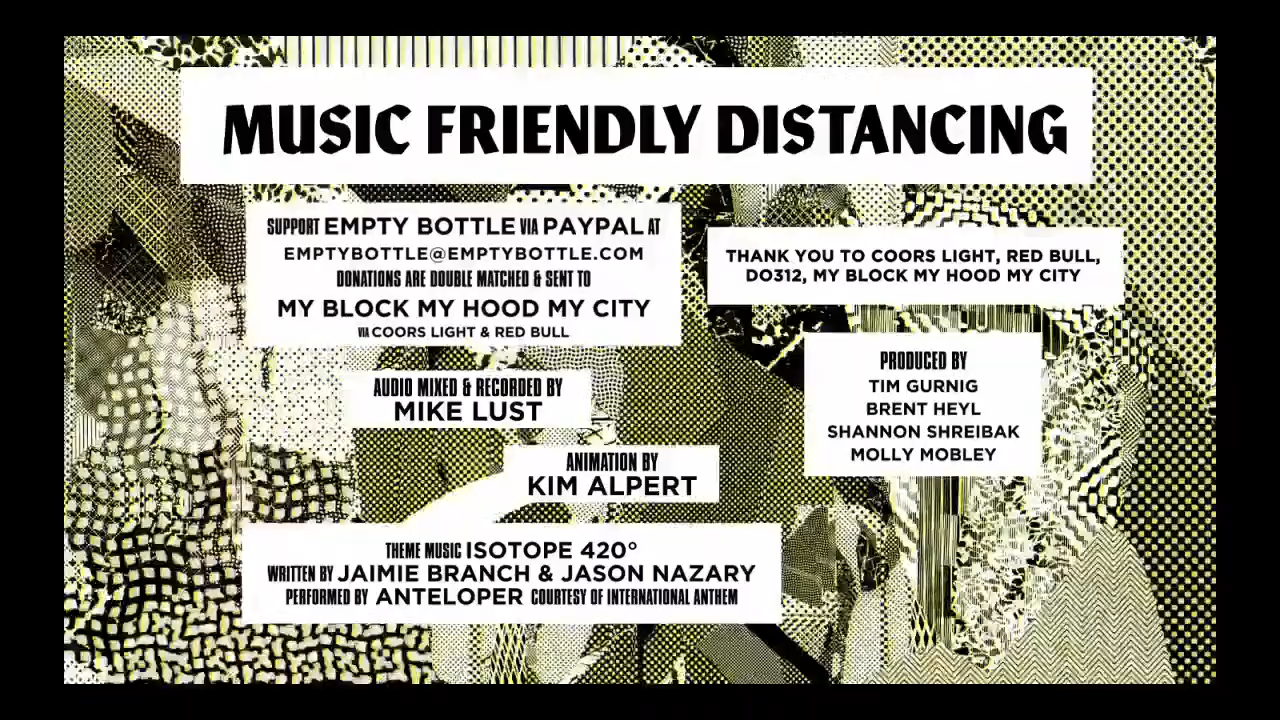 MUSIC FRIENDLY DISTANCING
SUPPORT EMPTY BOTTLE VIA PAYPAL AT
EMPTYBOTTLE@EMPTYBOTTLE.COM
DONATIONS ARE DOUBLE MATCHED & SENT TO
MY BLOCK MY HOOD MY CITY
VIA COORS LIGHT & RED BULL
THANK YOU TO COORS LIGHT, RED BULL,
DO312, MY BLOCK MY HOOD MY CITY
AUDIO MIXED & RECORDED BY
MIKE LUST
PRODUCED BY
TIM GURNIG
BRENT HEYL
SHANNON SHREIBAK
MOLLY MOBLEY
ANIMATION BY
KIM ALPERT
THEME MUSIC ISOTOPE 420°
WRITTEN BY JAIMIE BRANCH & JASON NAZARY
PERFORMED BY ANTELOPER COURTESY OF INTERNATIONAL ANTHEM